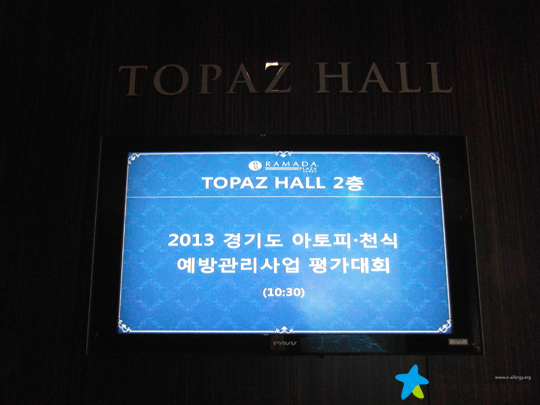 TOPAZ HALL
RAMADA
PLAZA
TOPAZ HALL 2층
2013 경기도 아토피·천식
예방관리사업 평가대회
(10:30)
www.e-allergy.org